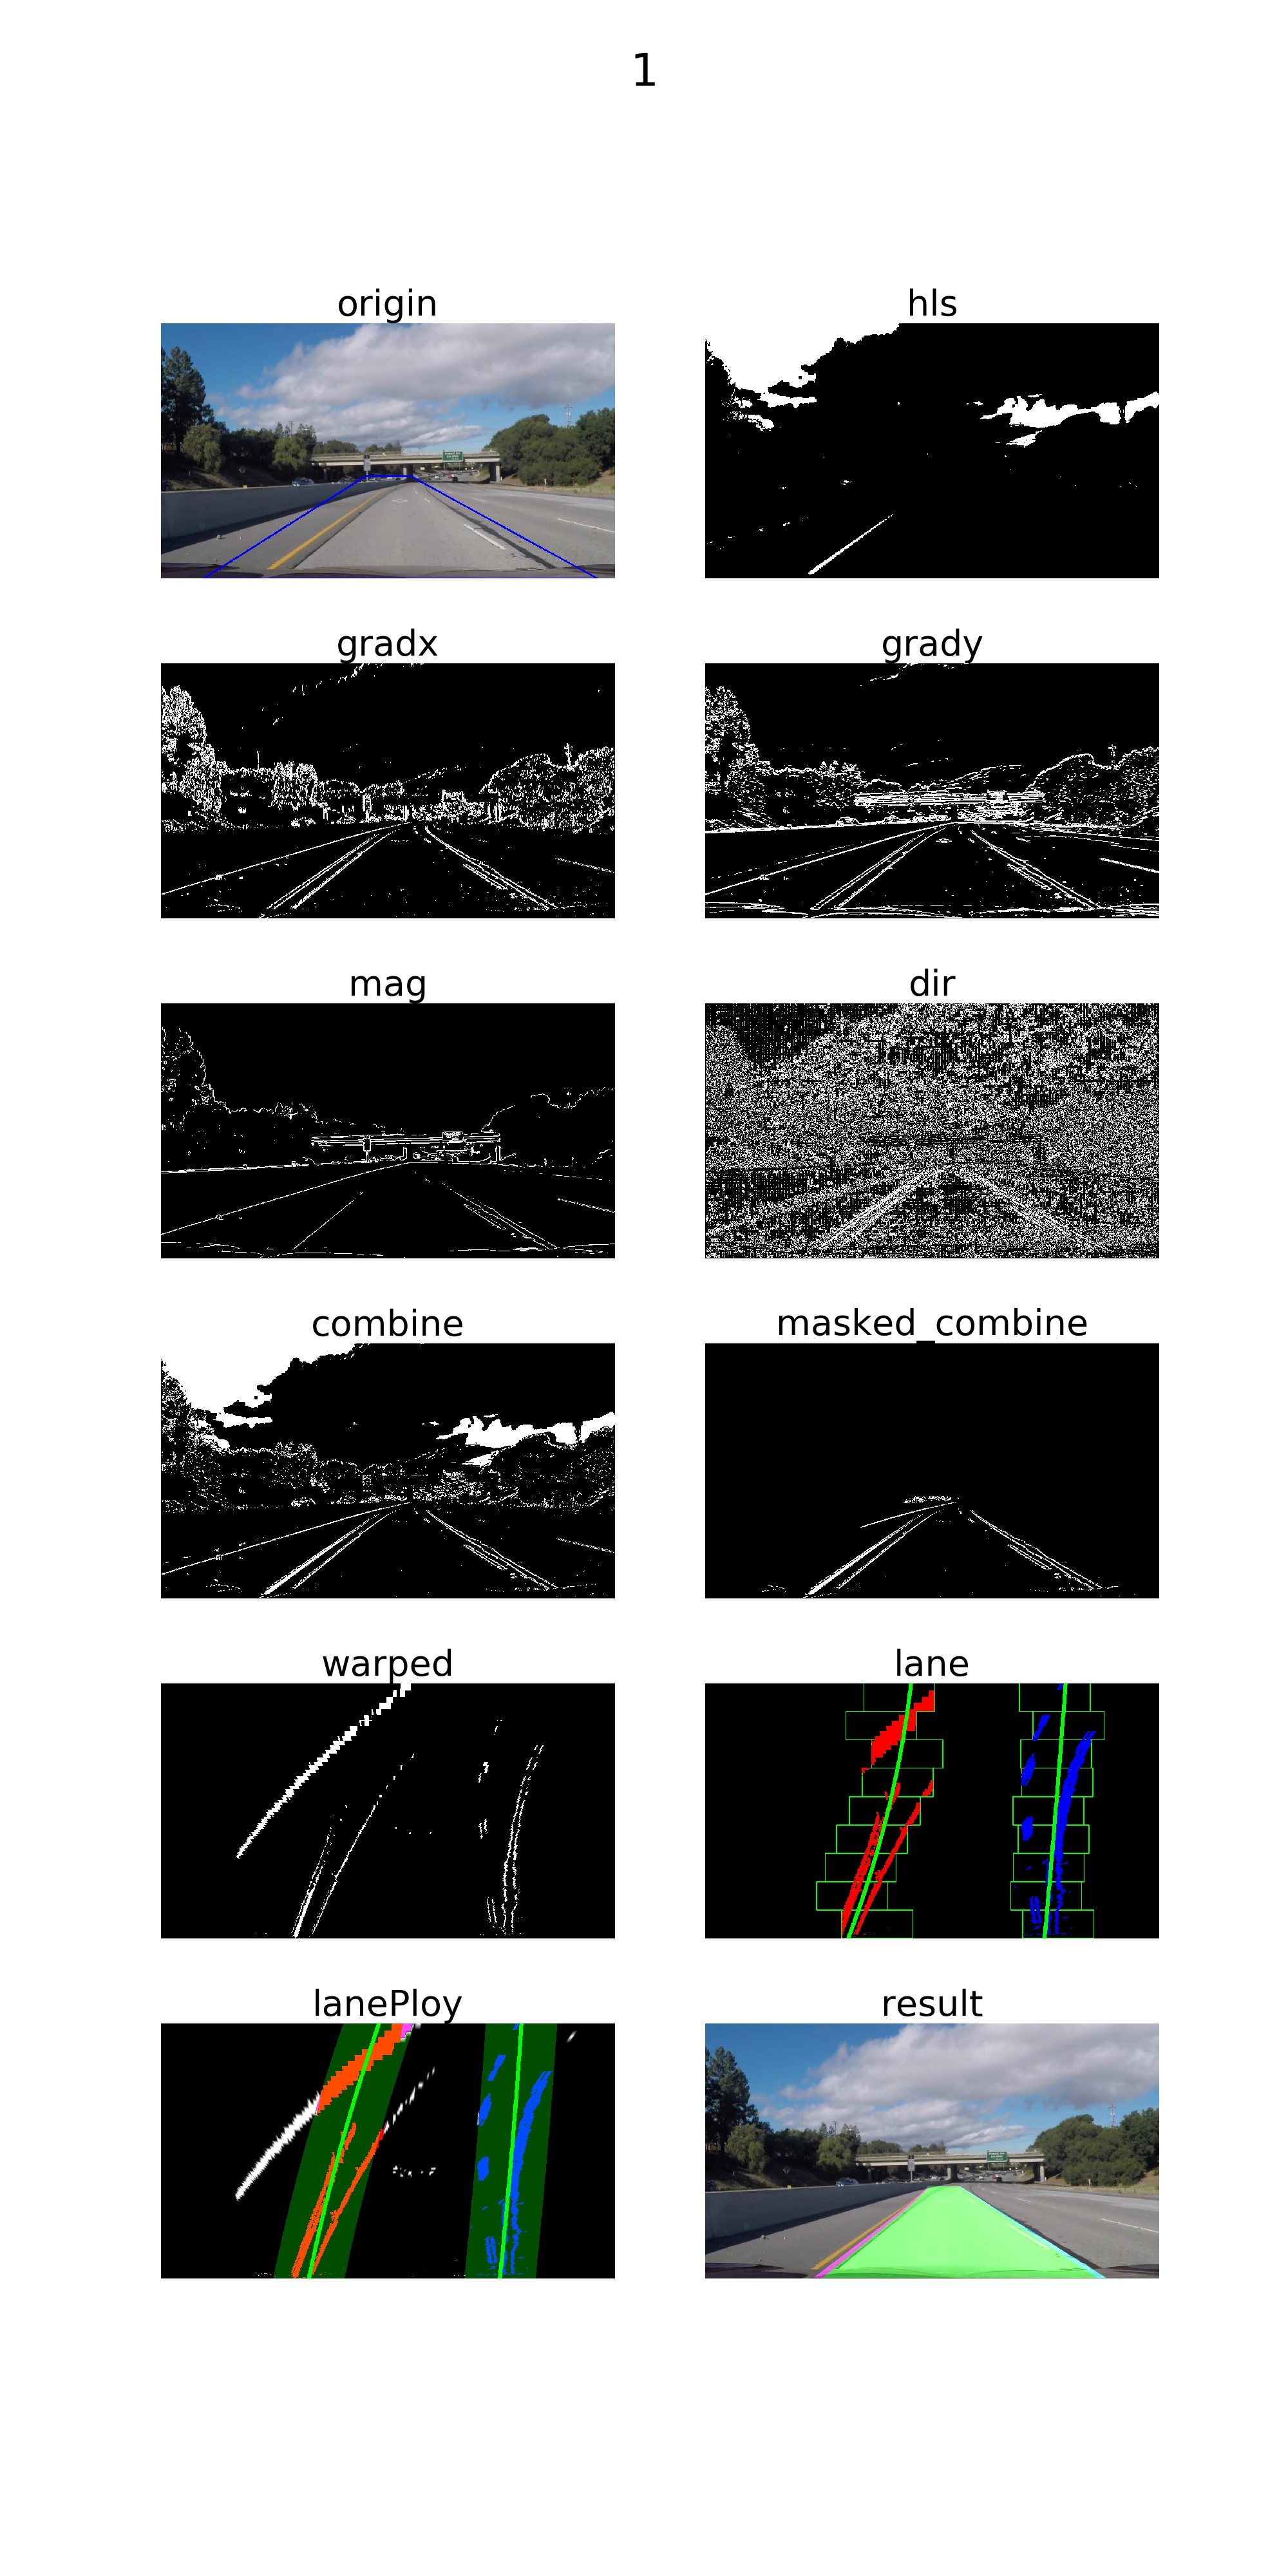 1
origin
hls
gradx
grady
mag
dir
combine
masked_combine
warped
lane
lanePloy
result